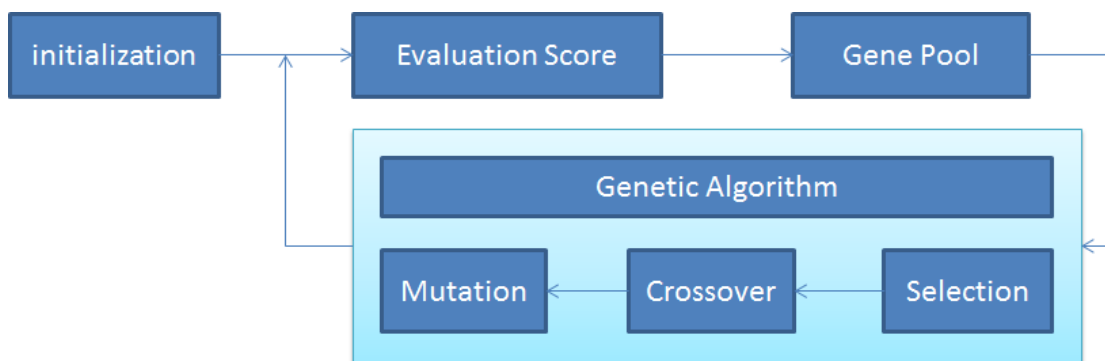 initialization
Evaluation Score
Gene Pool
Genetic Algorithm
Mutation
Crossover
Selection